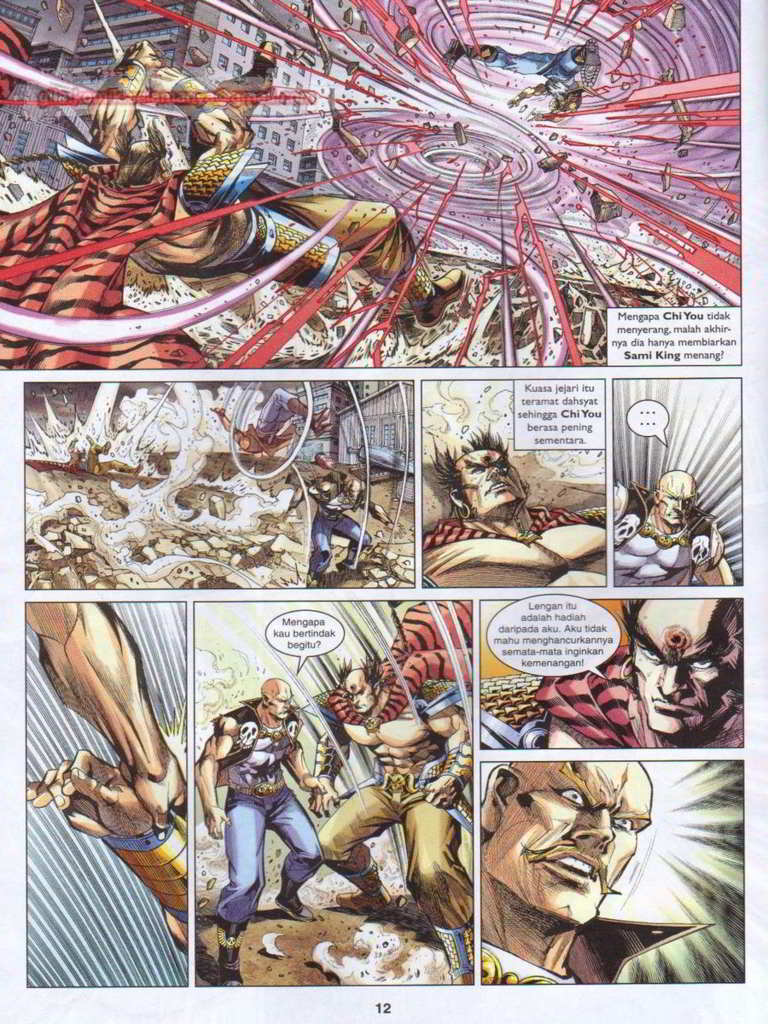 Mengapa Chi You tidak
menyerang, malah akhir-
nya dia hanya membiarkan
Sami King menang?
Kuasa jejari itu
teramat dahsyat
sehingga Chi You
berasa pening
sementara.
...
...
Mengapa
kau bertindak
begitu?
Lengan itu
adalah hadiah
daripada aku. Aku tidak
mahu menghancurkannya
semata-mata inginkan
kemenangan!
12